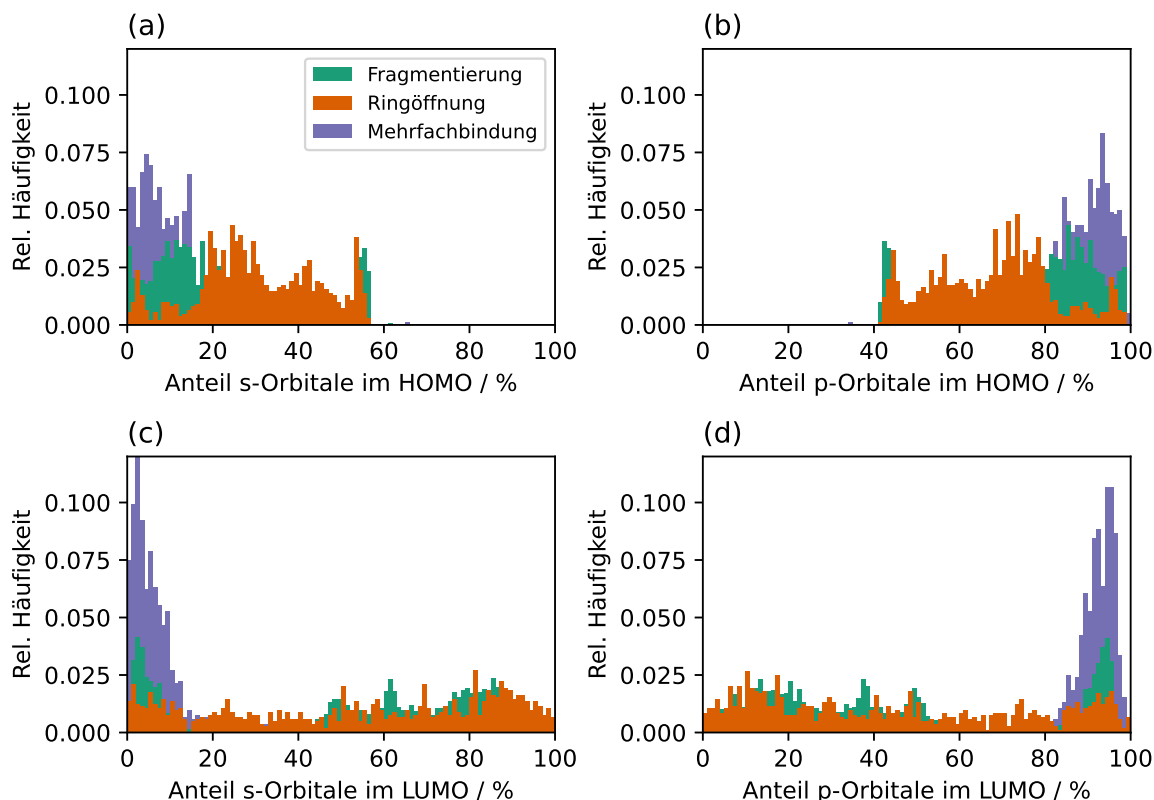 (a)
Rel. Häufigkeit
0.100
0.075
0.050
0.025
0.000
Fragmentierung
Ringöffnung
Mehrfachbindung
0 20 40 60 80 100
Anteil s-Orbitale im HOMO / %
(b)
Rel. Häufigkeit
0.100
0.075
0.050
0.025
0.000
0 20 40 60 80 100
Anteil p-Orbitale im HOMO / %
(c)
Rel. Häufigkeit
0.100
0.075
0.050
0.025
0.000
0 20 40 60 80 100
Anteil s-Orbitale im LUMO / %
(d)
Rel. Häufigkeit
0.100
0.075
0.050
0.025
0.000
0 20 40 60 80 100
Anteil p-Orbitale im LUMO / %